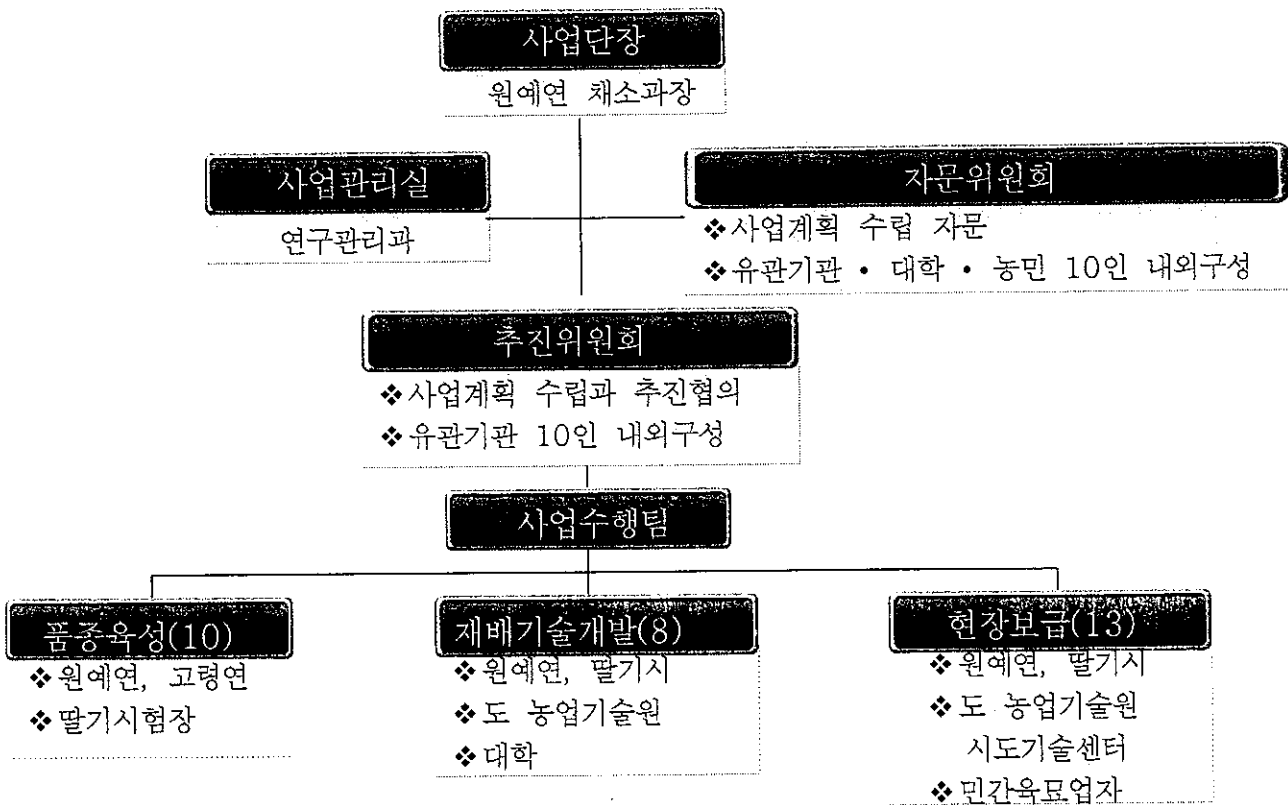 사업단장
원예연 채소과장
사업관리실
연구관리과
자문위원회
❖사업계획 수립 자문
❖유관기관 • 대학 • 농민 10인 내외구성
추진위원회
❖사업계획 수립과 추진협의
❖유관기관 10인 내외구성
사업수행팀
품종육성(10)
❖원예연, 고령연
❖딸기시험장
재배기술개발(8)
❖원예연, 딸기시
❖도 농업기술원
❖대학
현장보급(13)
❖원예연, 딸기시
❖도 농업기술원
시도기술센터
❖민간육묘업자